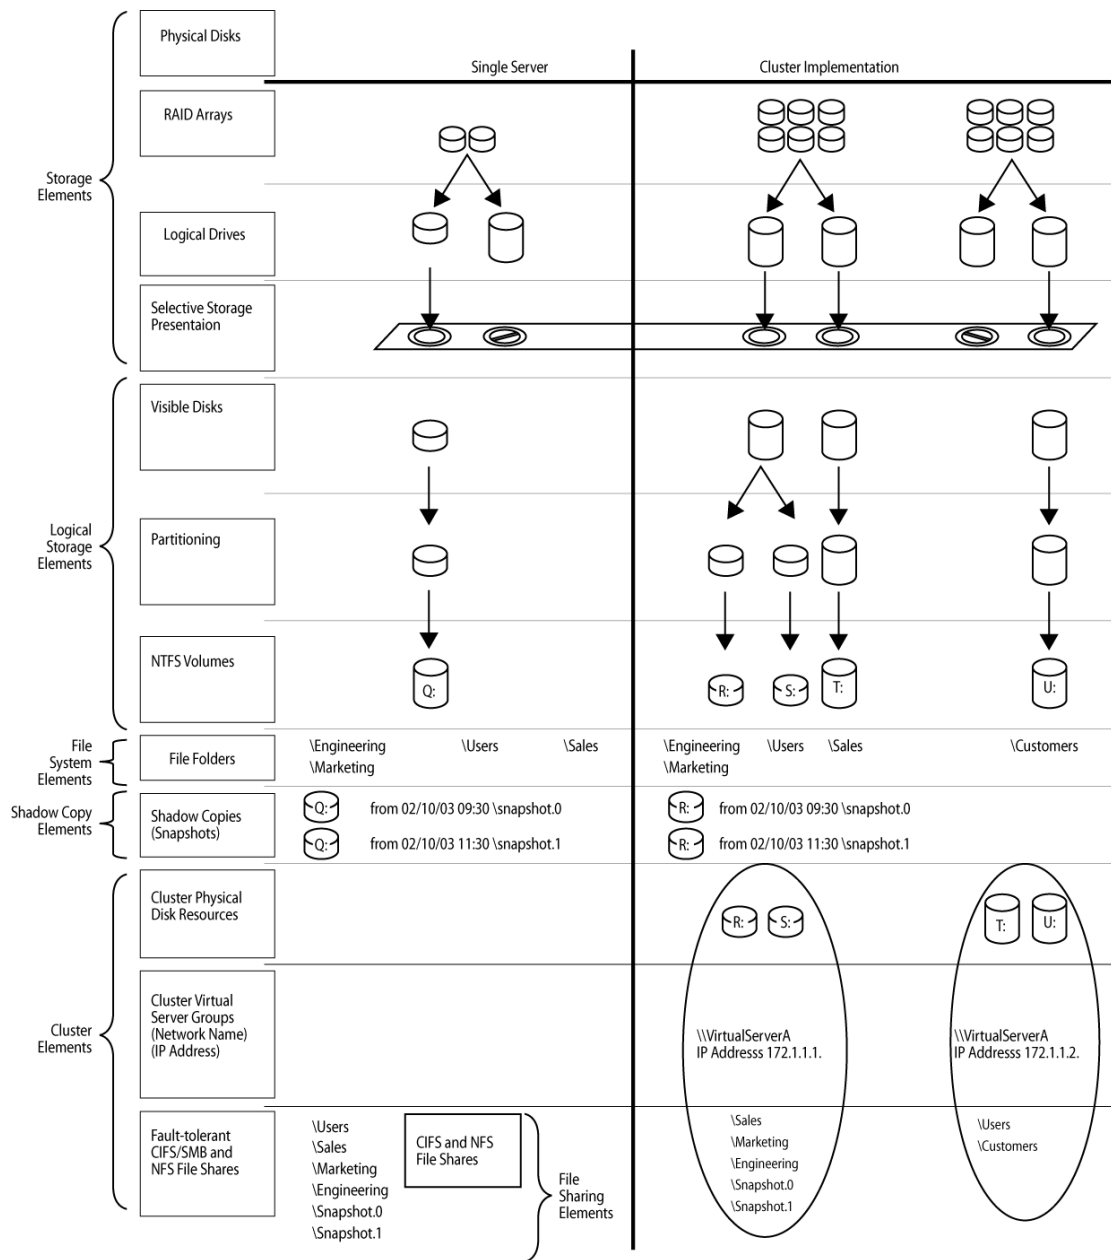 Physical Disks
Single Server
Cluster Implementation
RAID Arrays
Storage
Elements
Logical Drives
Selective Storage
Presentaion
Visible Disks
Logical
Storage
Elements
Partitioning
NTFS Volumes
Q:
R:
S:
T:
U:
File
System
Elements
File Folders
\Engineering
\Marketing
\Users
\Sales
\Engineering
\Marketing
\Users
\Sales
\Customers
Shadow Copy
Elements
Shadow Copies
(Snapshots)
Q: from 02/10/03 09:30 \snapshot.0
Q: from 02/10/03 11:30 \snapshot.1
R: from 02/10/03 09:30 \snapshot.0
R: from 02/10/03 11:30 \snapshot.1
Cluster
Elements
Cluster Physical
Disk Resources
R:
S:
T:
U:
Cluster Virtual
Server Groups
(Network Name)
(IP Address)
\\VirtualServerA
IP Addresss 172.1.1.1.
\\VirtualServerA
IP Addresss 172.1.1.2.
Fault-tolerant
CIFS/SMB and
NFS File Shares
\Users
\Sales
\Marketing
\Engineering
\Snapshot.0
\Snapshot.1
CIFS and NFS
File Shares
File
Sharing
Elements
\Sales
\Marketing
\Engineering
\Snapshot.0
\Snapshot.1
\Users
\Customers